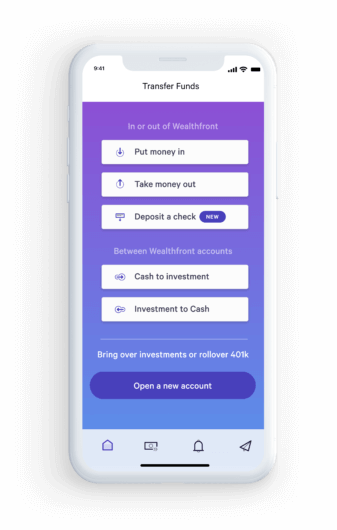 9:41
Transfer Funds
In or out of Wealthfront
Put money in
Take money out
Deposit a check NEW
Between Wealthfront accounts
Cash to investment
Investment to Cash
Bring over investments or rollover 401k
Open a new account